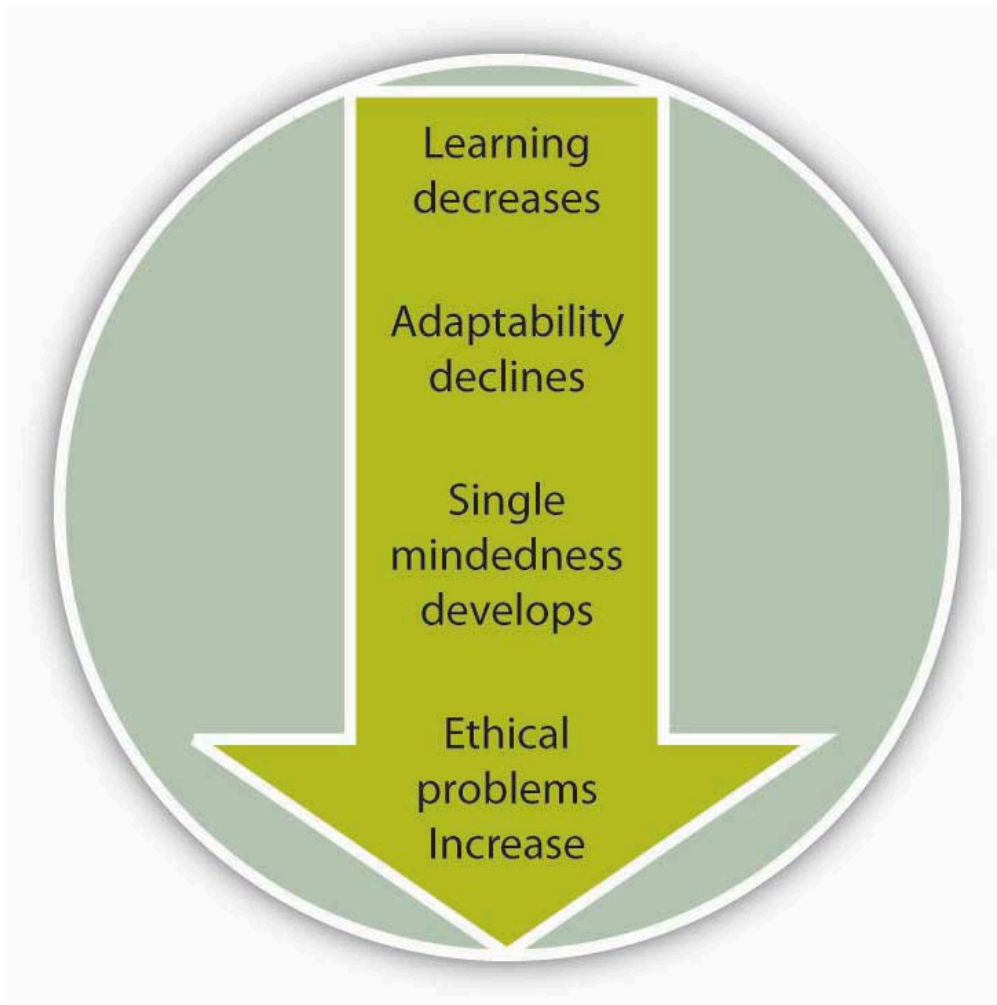 Learning
decreases
Adaptability
declines
Single
mindedness
develops
Ethical
problems
Increase